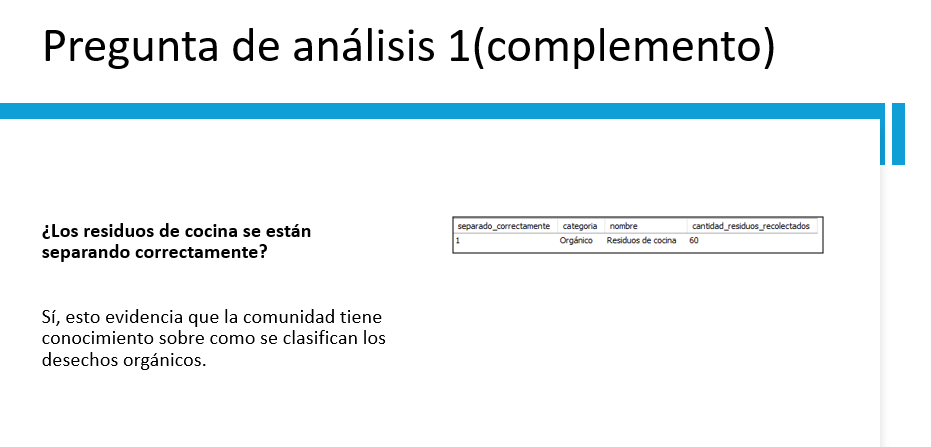 Pregunta de análisis 1(complemento)
¿Los residuos de cocina se están
separando correctamente?
Sí, esto evidencia que la comunidad tiene
conocimiento sobre como se clasifican los
desechos orgánicos.
separado_correctamente categoria nombre cantidad_residuos_recolectados
1 Orgánico Residuos de cocina 60